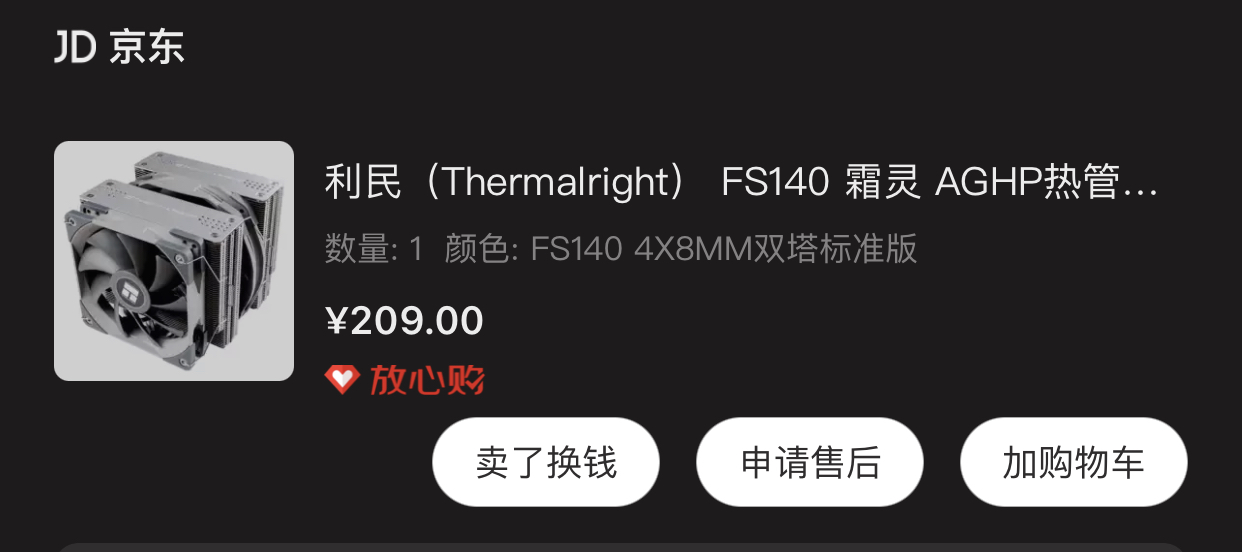 JD 京东
利民（Thermalright） FS140 霜灵 AGHP热管...
数量: 1 颜色: FS140 4X8MM双塔标准版
¥209.00
放心购
卖了换钱 申请售后 加购物车